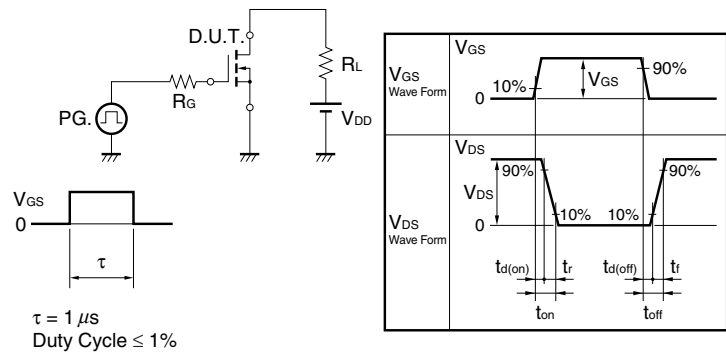 D.U.T.
RG
RL
PG.
VDD
VGS
0
τ
τ = 1 μs
Duty Cycle ≤ 1%
VGS
Wave Form
VGS
10%
VGS
90%
0
VDS
Wave Form
VDS
90%
VDS
90%
10%
10%
0
td(on)
tr
td(off)
tf
ton
toff